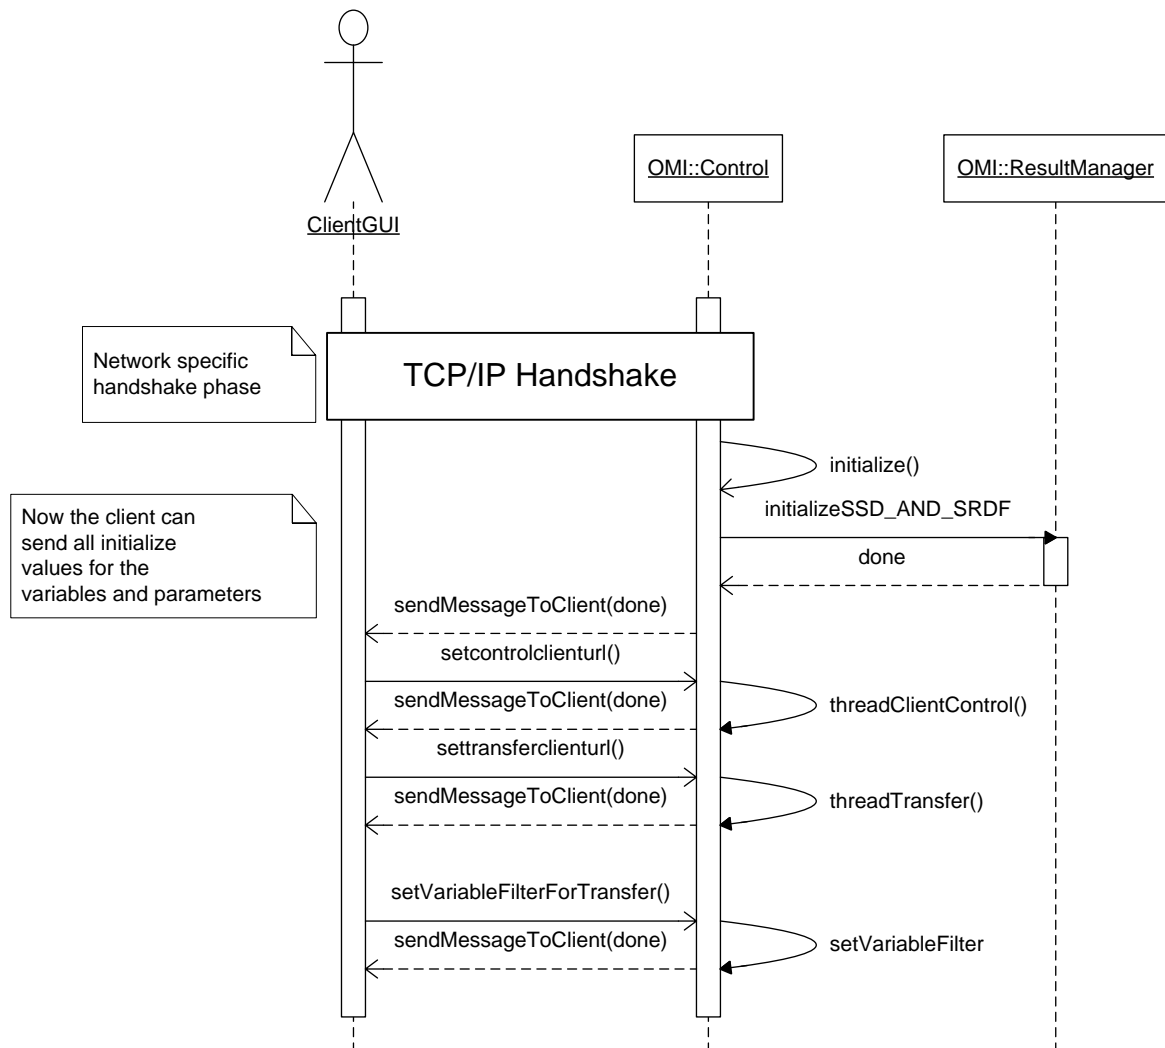 OMI::Control
OMI::ResultManager
ClientGUI
Network specific
handshake phase
TCP/IP Handshake
initialize()
Now the client can
send all initialize
values for the
variables and parameters
initializeSSD_AND_SRDF
done
sendMessageToClient(done)
setcontrolclienturl()
sendMessageToClient(done)
threadClientControl()
settransferclienturl()
sendMessageToClient(done)
threadTransfer()
setVariableFilterForTransfer()
sendMessageToClient(done)
setVariableFilter